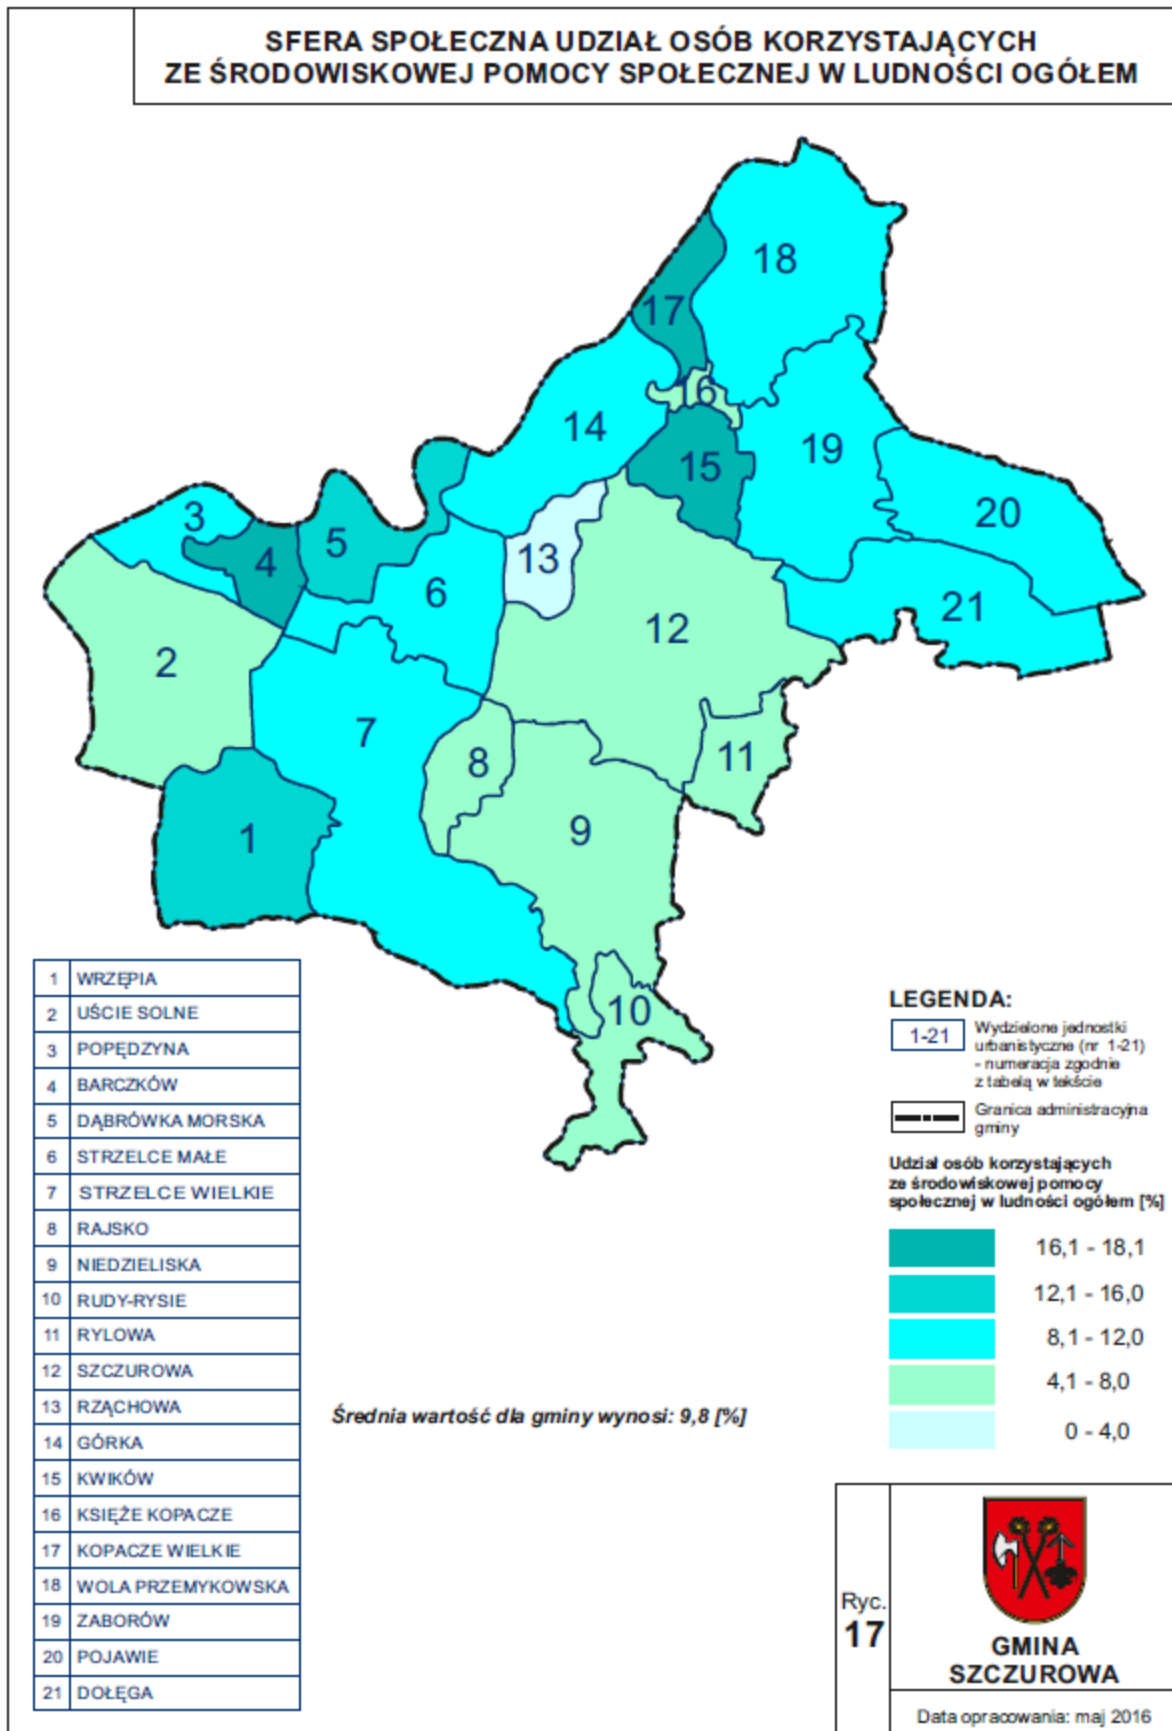 SFERA SPOŁECZNA UDZIAŁ OSÓB KORZYSTAJĄCYCH
ZE ŚRODOWISKOWEJ POMOCY SPOŁECZNEJ W LUDNOŚCI OGÓŁEM
18
17
16
14
19
15
20
3
5
4
13
6
21
12
2
7
11
8
9
1
10
1 WRZĘPIA
2 UŚCIE SOLNE
3 POPĘDZYNA
4 BARCZKÓW
5 DĄBRÓWKA MORSKA
6 STRZELCE MAŁE
7 STRZELCE WIELKIE
8 RAJSKO
9 NIEDZIELISKA
10 RUDY-RYSIE
11 RYLOWA
12 SZCZUROWA
13 RZĄCHOWA
14 GÓRKA
15 KWIKÓW
16 KSIĘŻE KOPACZE
17 KOPACZE WIELKIE
18 WOLA PRZEMYKOWSKA
19 ZABORÓW
20 POJAWIE
21 DOŁĘGA
Średnia wartość dla gminy wynosi: 9,8 [%]
LEGENDA:
1-21 Wydzielone jednostki
urbanistyczne (nr 1-21)
- numeracja zgodnie
z tabelą w tekście
Granica administracyjna
gminy
Udział osób korzystających
ze środowiskowej pomocy
społecznej w ludności ogółem [%]
16,1 - 18,1
12,1 - 16,0
8,1 - 12,0
4,1 - 8,0
0 - 4,0
Ryc.
17
GMINA
SZCZUROWA
Data opracowania: maj 2016